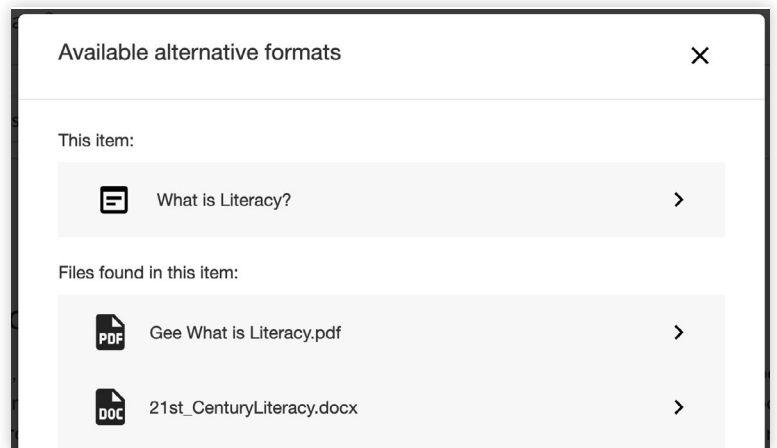 Available alternative formats
This item:
What is Literacy?
Files found in this item:
PDF Gee What is Literacy.pdf
DOC 21st_CenturyLiteracy.docx